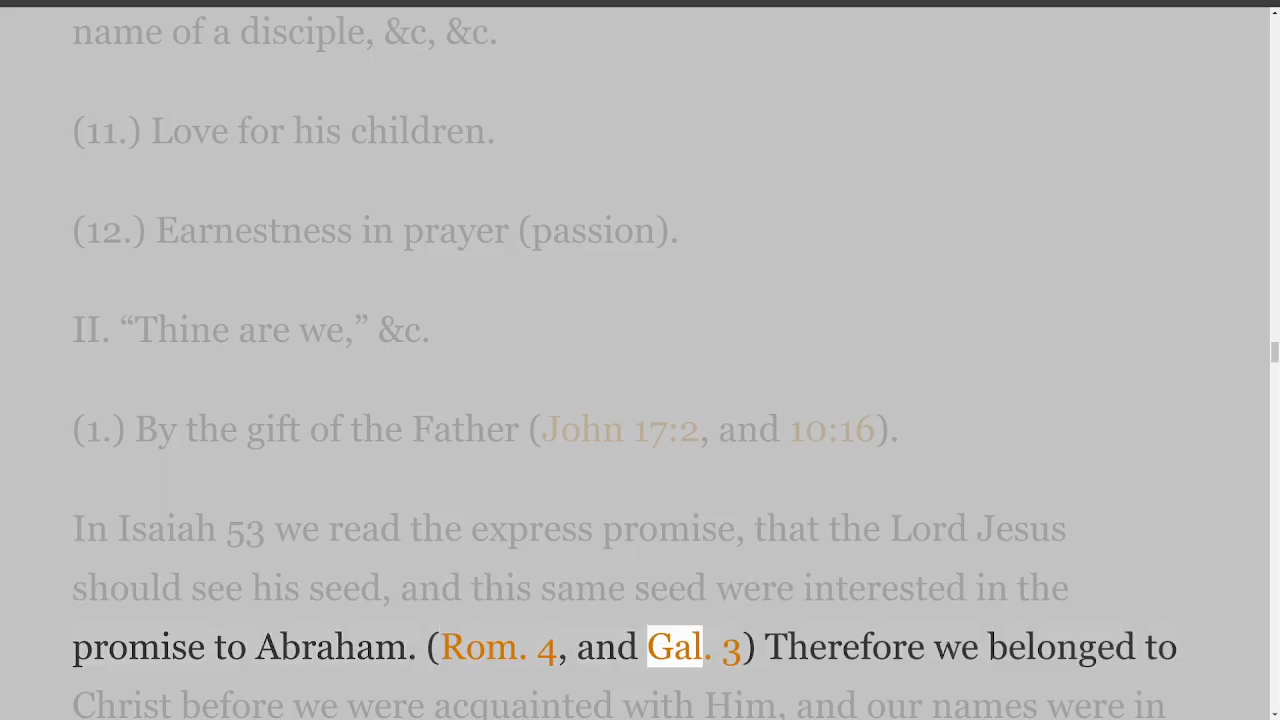 name of a disciple, &c, &c.
(11.) Love for his children.
(12.) Earnestness in prayer (passion).
II. “Thine are we,” &c.
(1.) By the gift of the Father (John 17:2, and 10:16).
In Isaiah 53 we read the express promise, that the Lord Jesus
should see his seed, and this same seed were interested in the
promise to Abraham. (Rom. 4, and Gal. 3) Therefore we belonged to
Christ before we were acquainted with Him, and our names were in